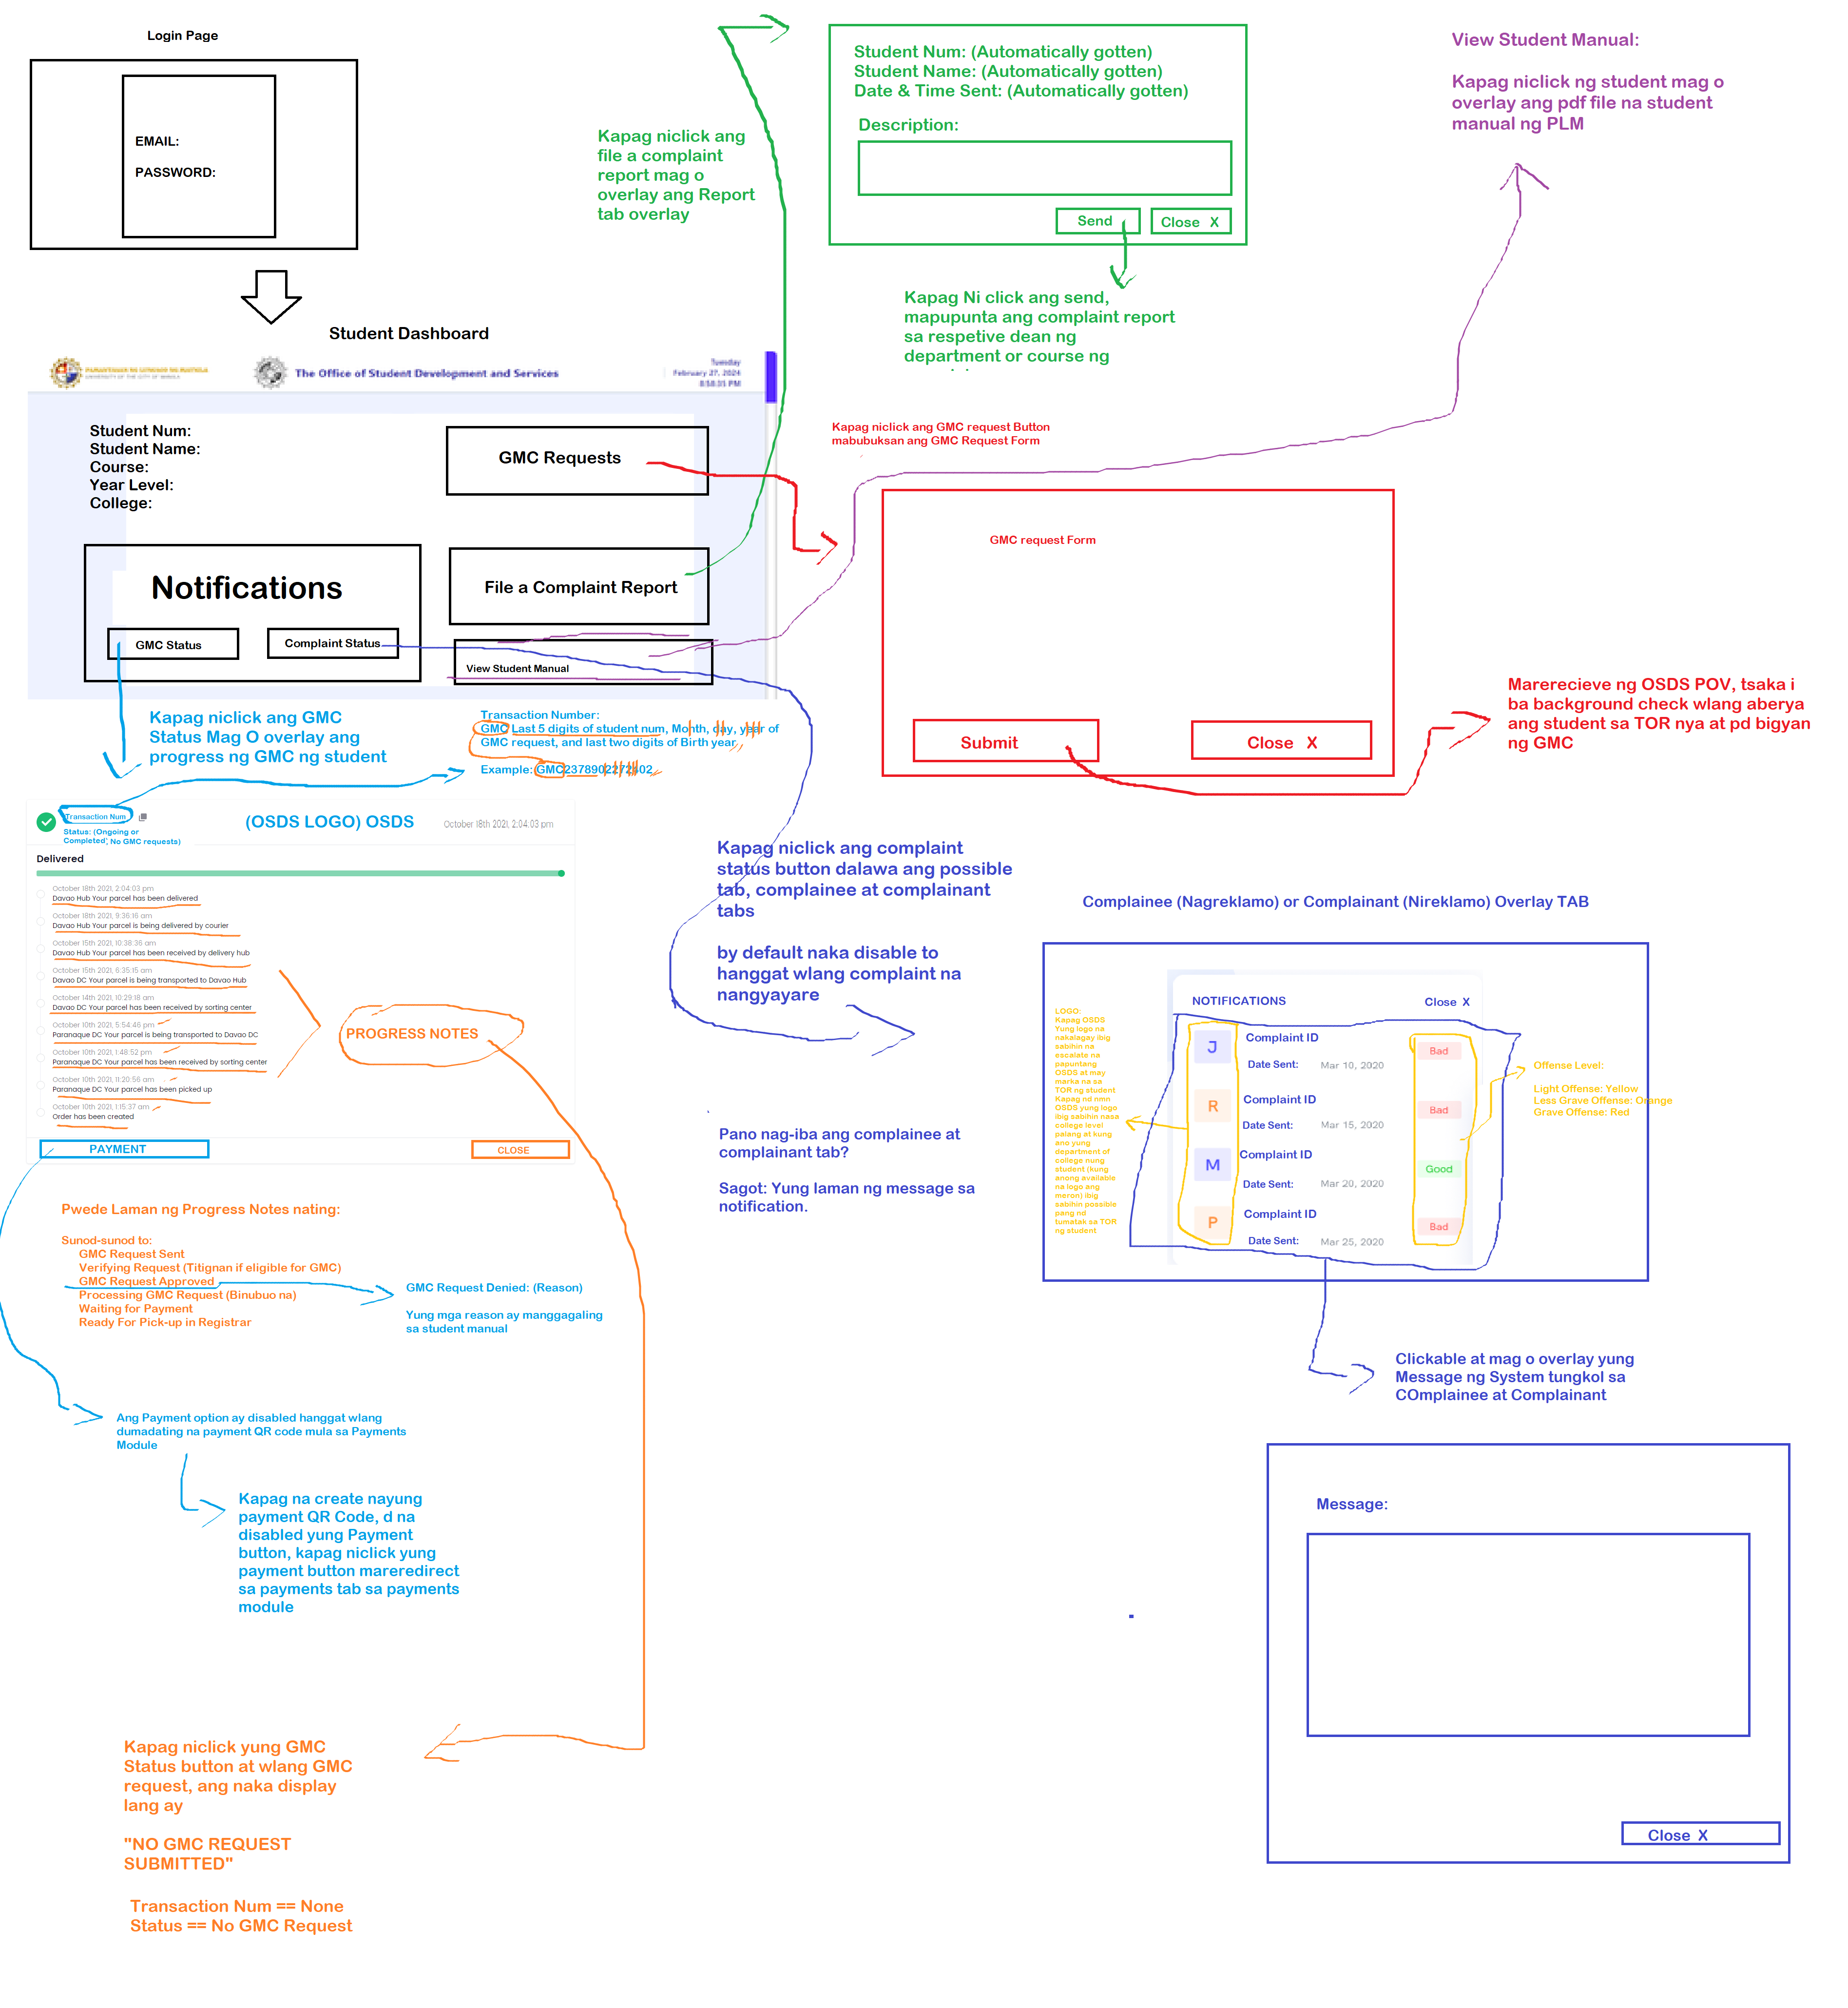 Login Page
EMAIL:
PASSWORD:
Student Dashboard
PAMANTASAN NG LUNGSOD NG MAYNILA
UNIVERSITY OF THE CITY OF MANILA
The Office of Student Development and Services
Tuesday
February 27, 2024
8:58:35 PM
Student Num:
Student Name:
Course:
Year Level:
College:
GMC Requests
Notifications
GMC Status
Complaint Status
File a Complaint Report
View Student Manual
Kapag niclick ang
file a complaint
report mag o
overlay ang Report
tab overlay
Student Num: (Automatically gotten)
Student Name: (Automatically gotten)
Date & Time Sent: (Automatically gotten)
Description:
Send
Close X
Kapag Ni click ang send,
mapupunta ang complaint report
sa respetive dean ng
department or course ng
View Student Manual:
Kapag niclick ng student mag o
overlay ang pdf file na student
manual ng PLM
Kapag niclick ang GMC request Button
mabubuksan ang GMC Request Form
GMC request Form
Submit
Close X
Marerecieve ng OSDS POV, tsaka i
ba background check wlang aberya
ang student sa TOR nya at pd bigyan
ng GMC
Kapag niclick ang GMC
Status Mag O overlay ang
progress ng GMC ng student
Transaction Number:
GMC Last 5 digits of student num, Month, day, year of
GMC request, and last two digits of Birth year
Example: GMC2378902272402
Transaction Num
Status: (Ongoing or
Completed', No GMC requests)
(OSDS LOGO) OSDS
October 18th 2021, 2:04:03 pm
Delivered
October 18th 2021, 2:04:03 pm
Davao Hub Your parcel has been delivered
October 18th 2021, 9:36:16 am
Davao Hub Your parcel is being delivered by courier
October 15th 2021, 10:38:36 am
Davao Hub Your parcel has been received by delivery hub
October 15th 2021, 6:35:15 am
Davao DC Your parcel is being transported to Davao Hub
October 14th 2021, 10:29:18 am
Davao DC Your parcel has been received by sorting center
October 10th 2021, 5:54:46 pm
Paranaque DC Your parcel is being transported to Davao DC
October 10th 2021, 1:48:52 pm
Paranaque DC Your parcel has been received by sorting center
October 10th 2021, 11:20:56 am
Paranaque DC Your parcel has been picked up
October 10th 2021, 1:15:37 am
Order has been created
PROGRESS NOTES
PAYMENT
CLOSE
Pwede Laman ng Progress Notes nating:
Sunod-sunod to:
GMC Request Sent
Verifying Request (Titignan if eligible for GMC)
GMC Request Approved
Processing GMC Request (Binubuo na)
Waiting for Payment
Ready For Pick-up in Registrar
GMC Request Denied: (Reason)
Yung mga reason ay manggagaling
sa student manual
Ang Payment option ay disabled hanggat wlang
dumadating na payment QR code mula sa Payments
Module
Kapag na create nayung
payment QR Code, d na
disabled yung Payment
button, kapag niclick yung
payment button mareredirect
sa payments tab sa payments
module
Kapag niclick yung GMC
Status button at wlang GMC
request, ang naka display
lang ay
"NO GMC REQUEST
SUBMITTED"
Transaction Num == None
Status == No GMC Request
Kapag niclick ang complaint
status button dalawa ang possible
tab, complainee at complainant
tabs
by default naka disable to
hanggat wlang complaint na
nangyayare
Pano nag-iba ang complainee at
complainant tab?
Sagot: Yung laman ng message sa
notification.
Complainee (Nagreklamo) or Complainant (Nireklamo) Overlay TAB
LOGO:
Kapag OSDS
Yung logo na
nakalagay ibig
sabihin na
escalate na
papuntang
OSDS at may
marka na sa
TOR ng student
Kapag nd nmn
OSDS yung logo
ibig sabihin nasa
college level
palang at kung
ano yung
department of
college nung
student (kung
anong available
na logo ang
meron) ibig
sabihin possible
pang nd
tumatak sa TOR
ng student
NOTIFICATIONS
Close X
J
Complaint ID
Date Sent: Mar 10, 2020
Bad
R
Complaint ID
Date Sent: Mar 15, 2020
Bad
M
Complaint ID
Date Sent: Mar 20, 2020
Good
P
Complaint ID
Date Sent: Mar 25, 2020
Bad
Offense Level:
Light Offense: Yellow
Less Grave Offense: Orange
Grave Offense: Red
Clickable at mag o overlay yung
Message ng System tungkol sa
COmplainee at Complainant
Message:
Close X